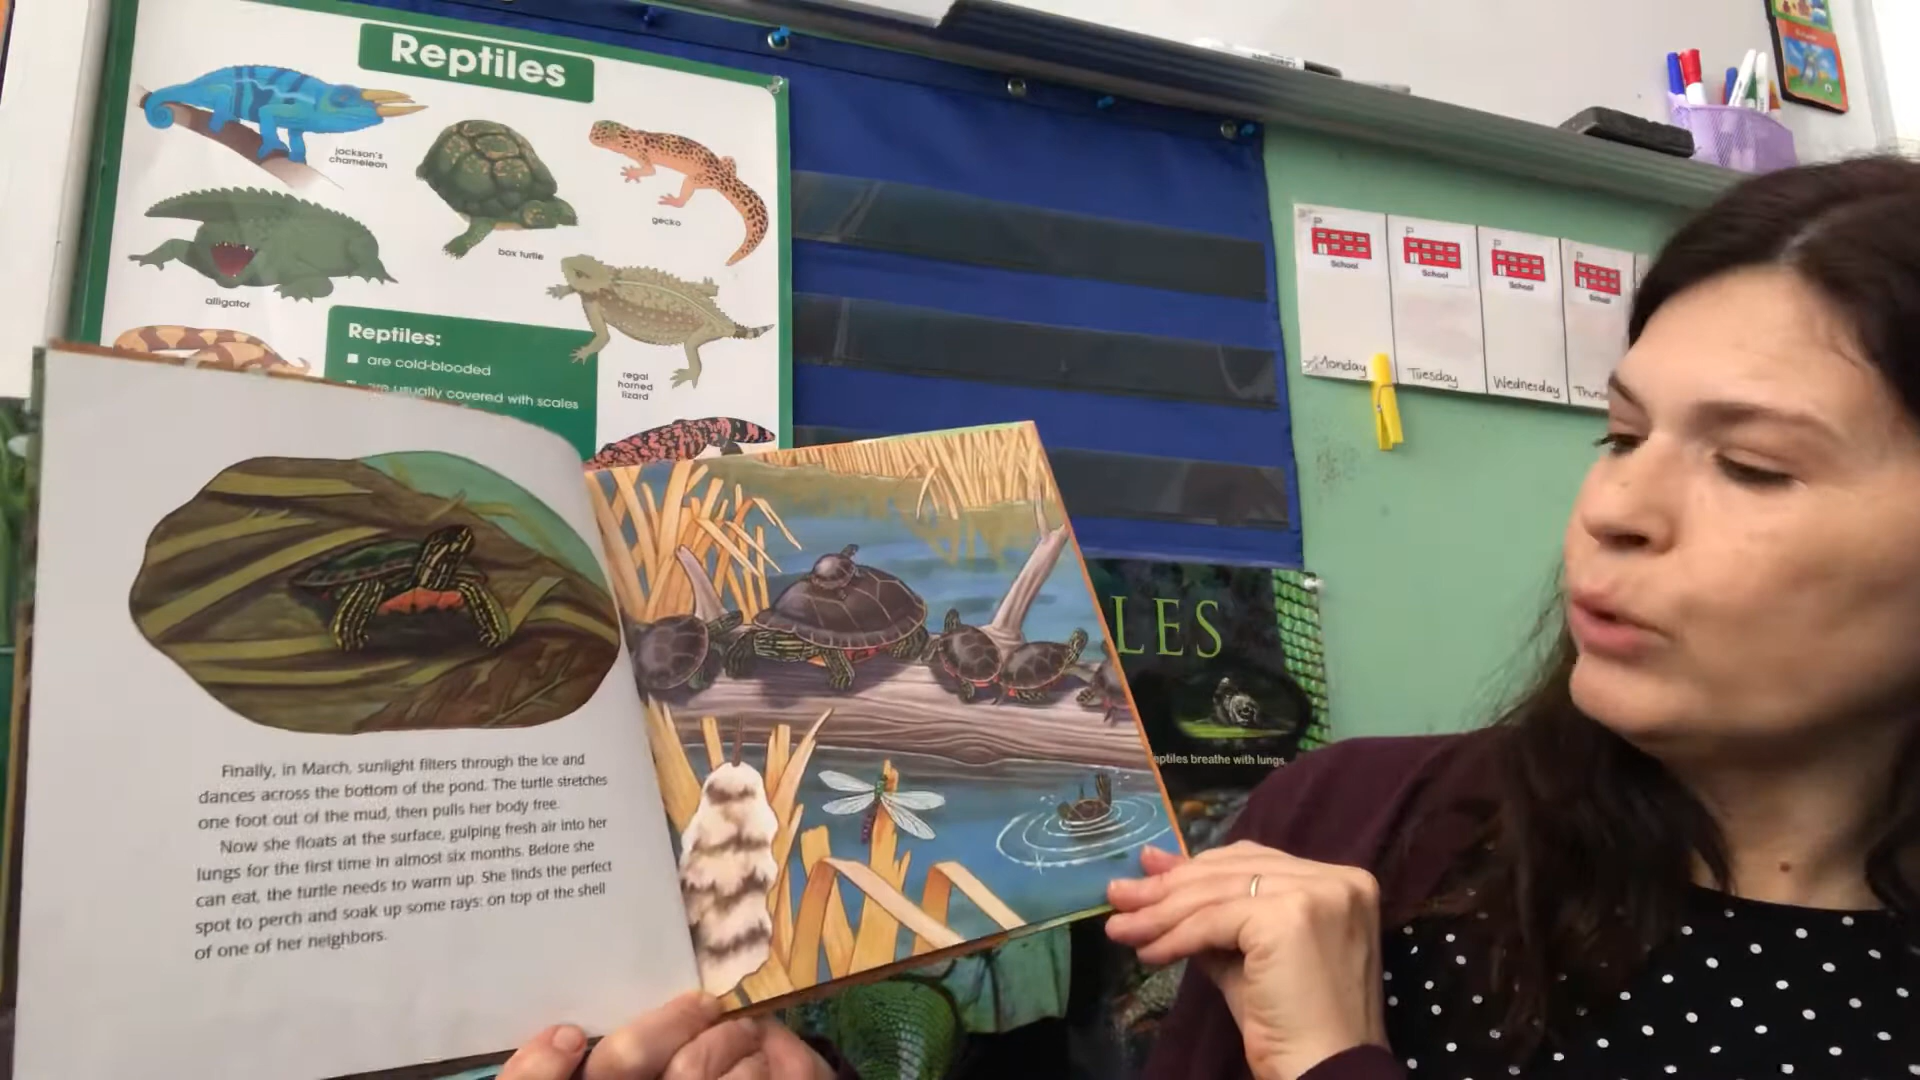 Reptiles
jackson's
chameleon
box turtle
gecko
alligator
regal
horned
lizard
Reptiles:
are cold-blooded
are usually covered with scales
School
School
School
School
Monday
Tuesday
Wednesday
LES
eptiles breathe with lungs.
Finally, in March, sunlight filters through the ice and
dances across the bottom of the pond. The turtle stretches
one foot out of the mud, then pulls her body free.
Now she floats at the surface, gulping fresh air into her
lungs for the first time in almost six months. Before she
can eat, the turtle needs to warm up. She finds the perfect
spot to perch and soak up some rays: on top of the shell
of one of her neighbors.